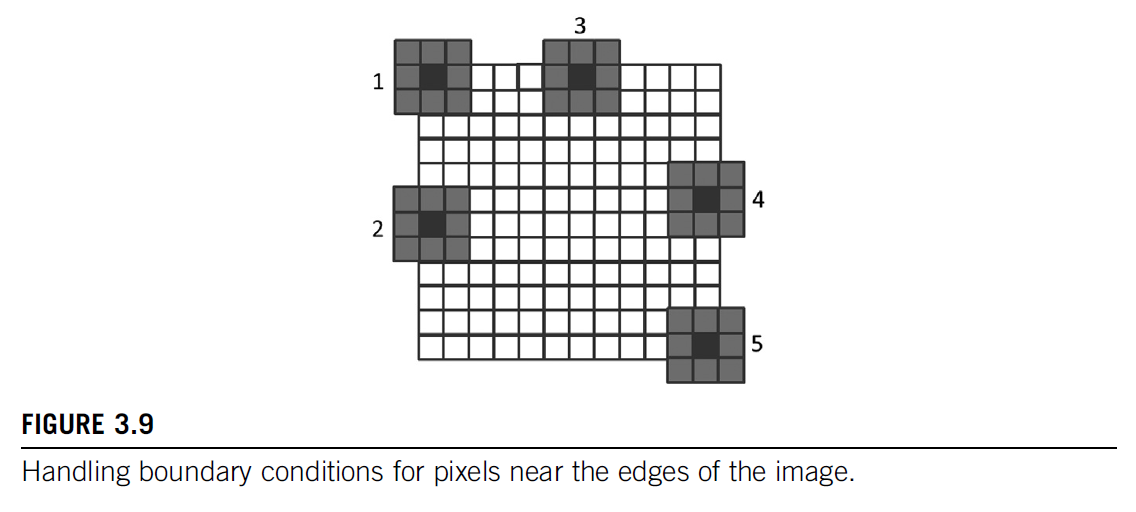 3
1
4
2
5
FIGURE 3.9
Handling boundary conditions for pixels near the edges of the image.